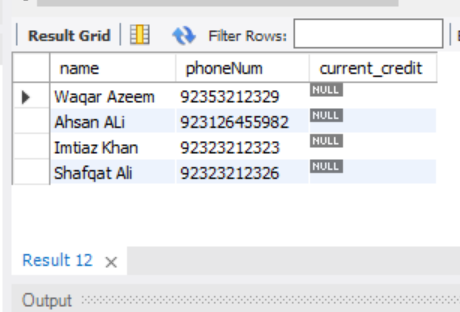 Result Grid Filter Rows:
name phoneNum current_credit
Waqar Azeem 92353212329 NULL
Ahsan ALi 923126455982 NULL
Imtiaz Khan 92323212323 NULL
Shafqat Ali 92323212326 NULL
Result 12 ×
Output